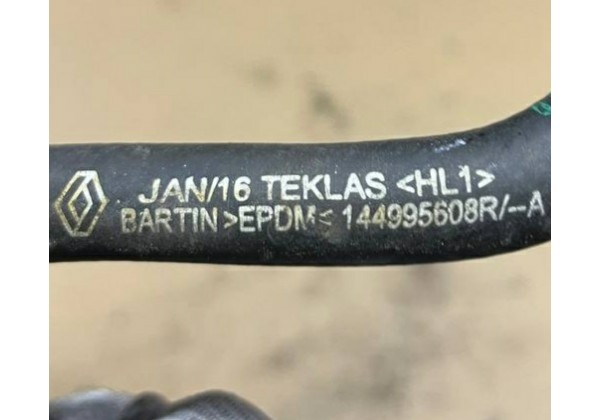 JAN/16 TEKLAS <HL1>
BARTIN >EPDM< 144995608R/--A